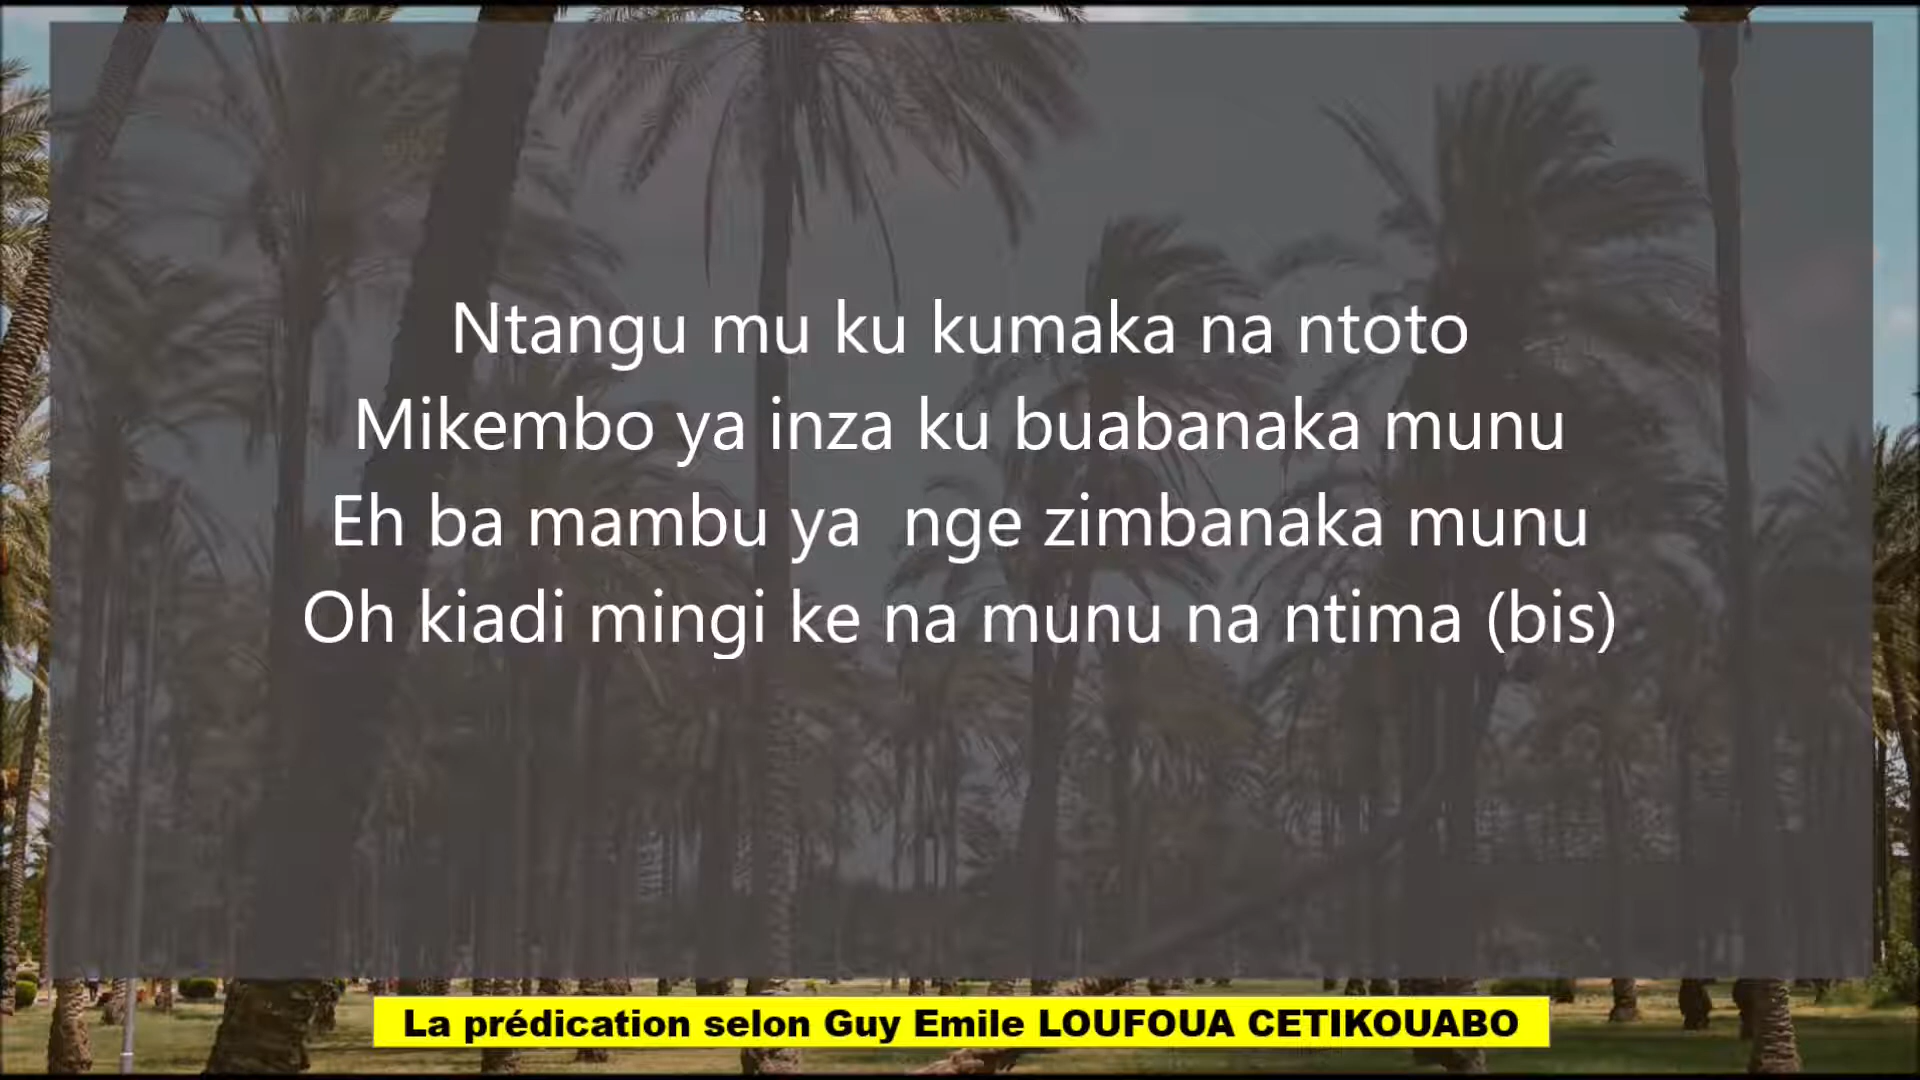 Ntangu mu ku kumaka na ntoto
Mikembo ya inza ku buabanaka munu
Eh ba mambu ya nge zimbanaka munu
Oh kiadi mingi ke na munu na ntima (bis)
La prédication selon Guy Emile LOUFOUA CETIKOUABO